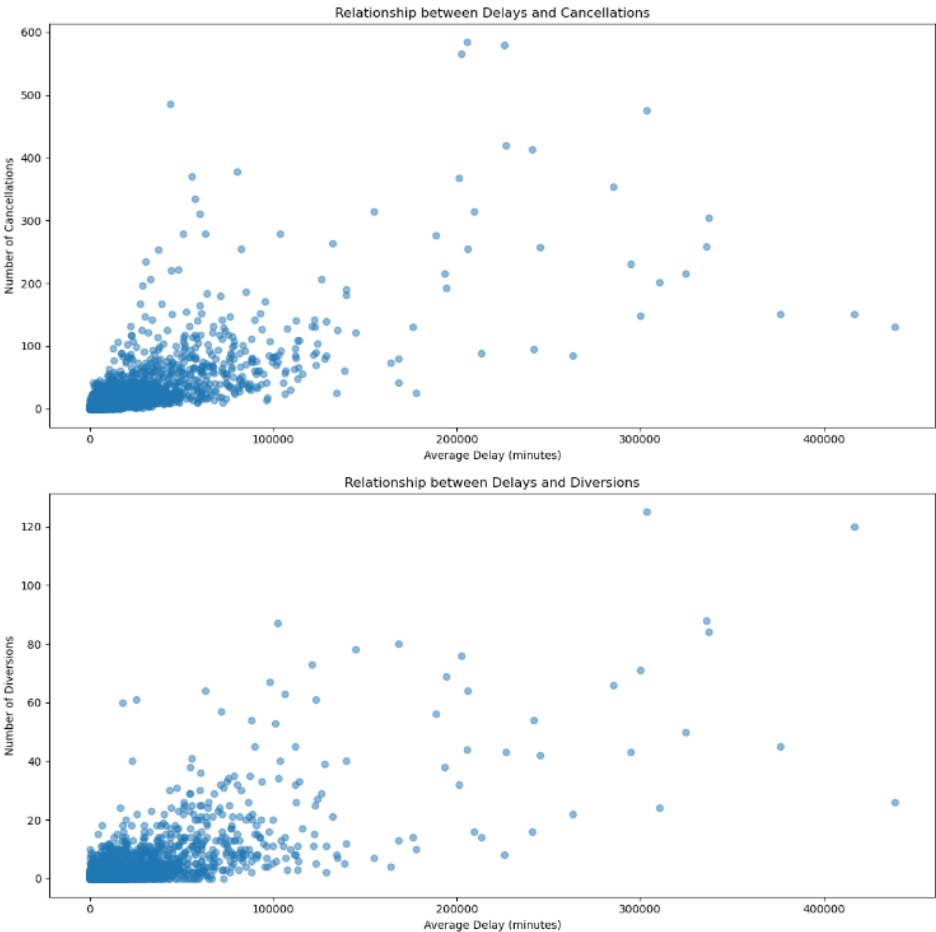 Relationship between Delays and Cancellations
600
500
400
300
200
100
0
Number of Cancellations
0 100000 200000 300000 400000
Average Delay (minutes)
Relationship between Delays and Diversions
120
100
80
60
40
20
0
Number of Diversions
0 100000 200000 300000 400000
Average Delay (minutes)